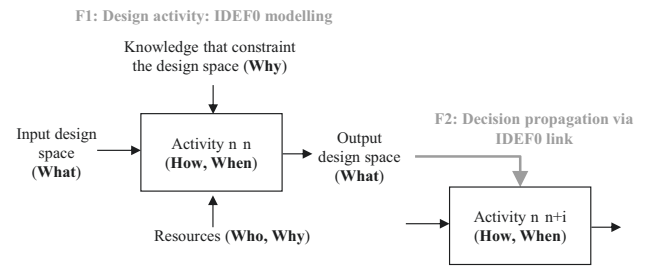 F1: Design activity: IDEF0 modelling
Knowledge that constraint
the design space (Why)
Input design
space
(What)
Activity n n
(How, When)
Output
design space
(What)
Resources (Who, Why)
F2: Decision propagation via
IDEF0 link
Activity n n+i
(How, When)